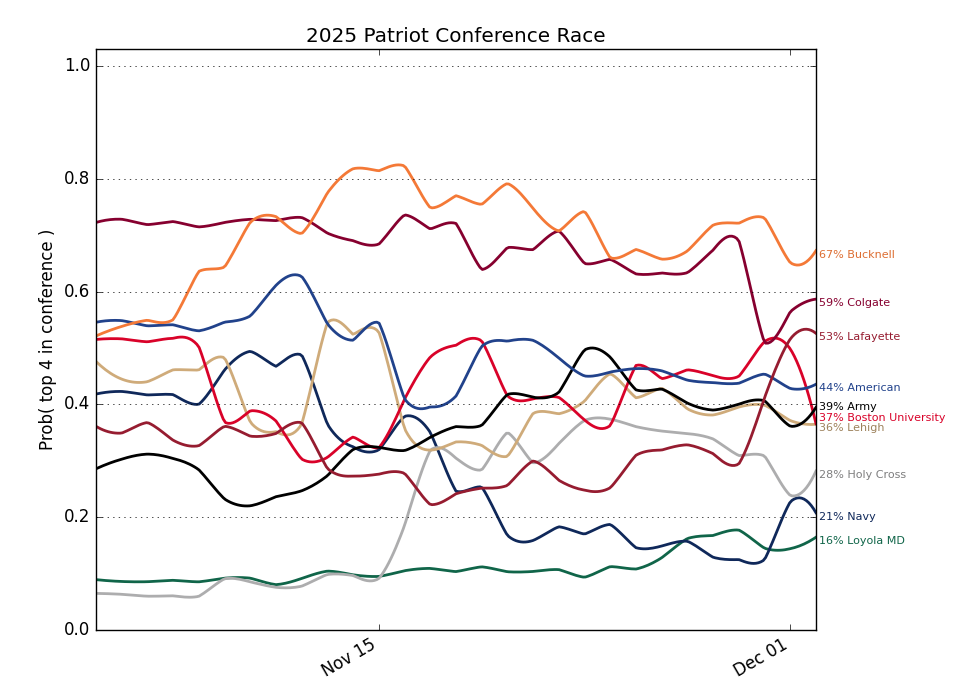 2025 Patriot Conference Race
Prob( top 4 in conference )
1.0
0.8
0.6
0.4
0.2
0.0
Nov 15
Dec 01
67% Bucknell
59% Colgate
53% Lafayette
44% American
39% Army
37% Boston University
36% Lehigh
28% Holy Cross
21% Navy
16% Loyola MD